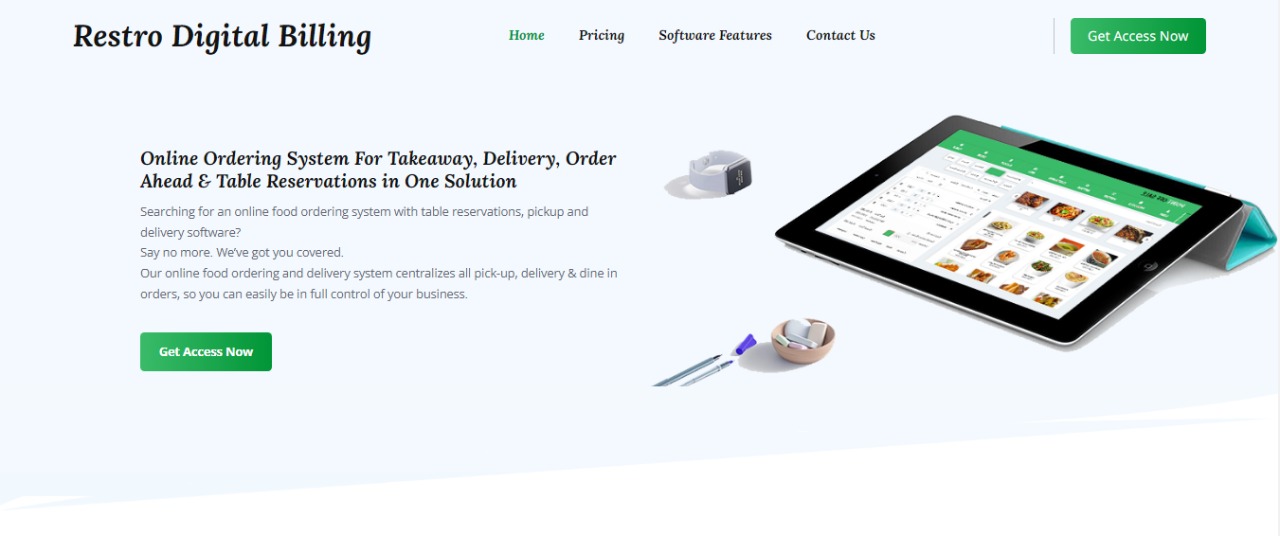 Restro Digital Billing
Home
Pricing
Software Features
Contact Us
Get Access Now
Online Ordering System For Takeaway, Delivery, Order
Ahead & Table Reservations in One Solution
Searching for an online food ordering system with table reservations, pickup and
delivery software?
Say no more. We've got you covered.
Our online food ordering and delivery system centralizes all pick-up, delivery & dine in
orders, so you can easily be in full control of your business.
Get Access Now